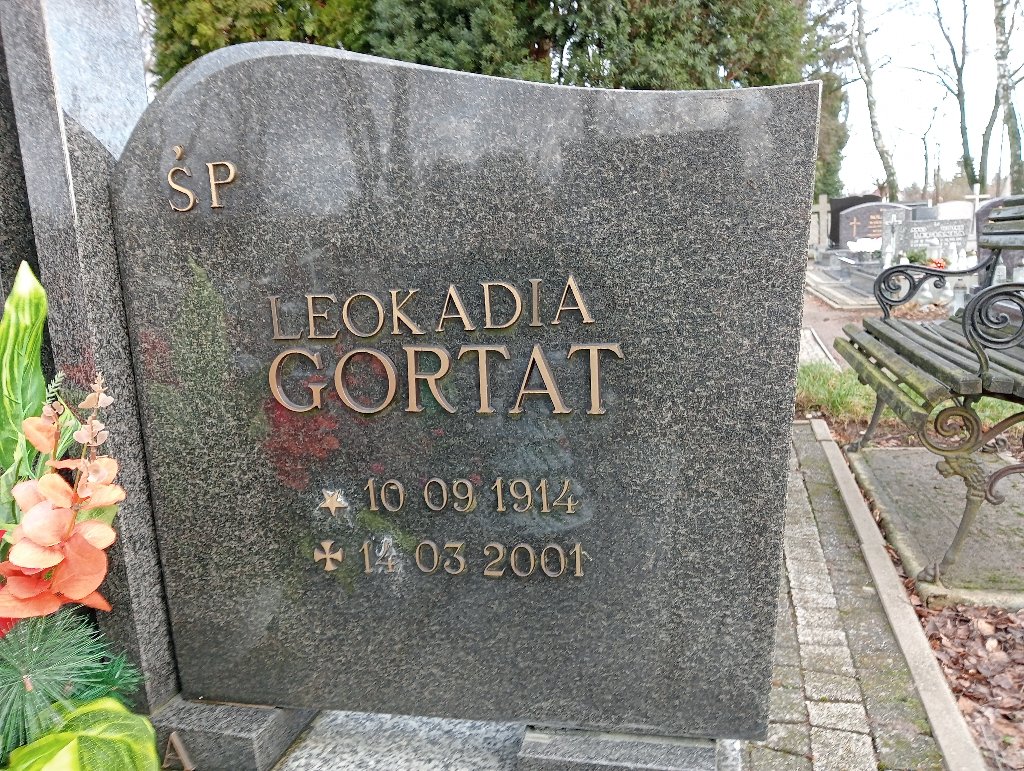 ŚP
LEOKADIA
GORTAT
10 09 1914
14 03 2001